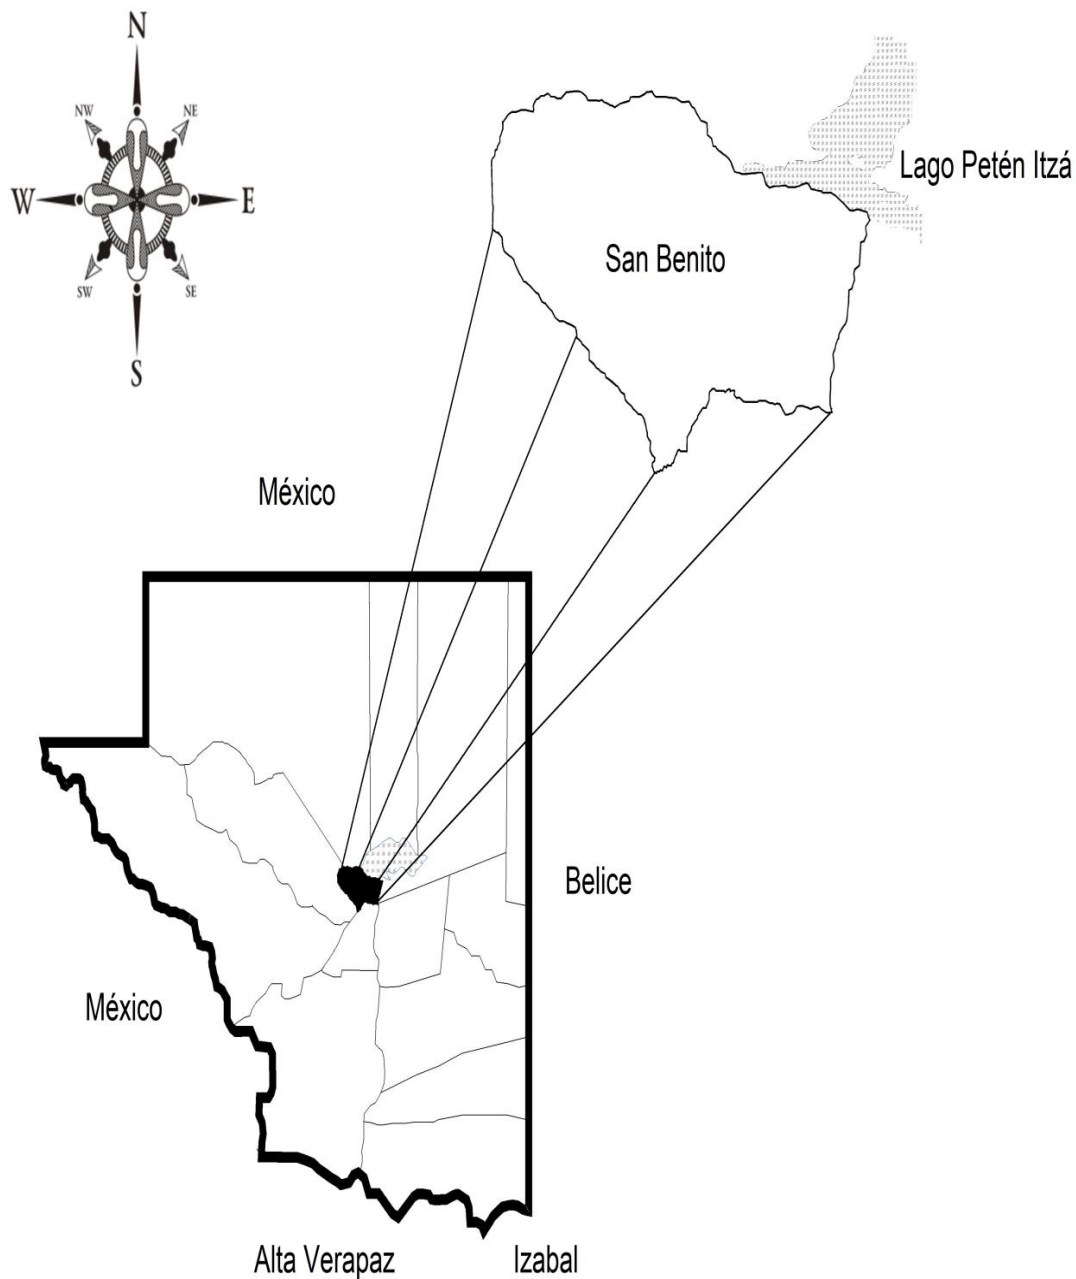 N
NW
NE
W
E
SW
SE
S
Lago Petén Itzá
San Benito
México
Belice
México
Alta Verapaz
Izabal